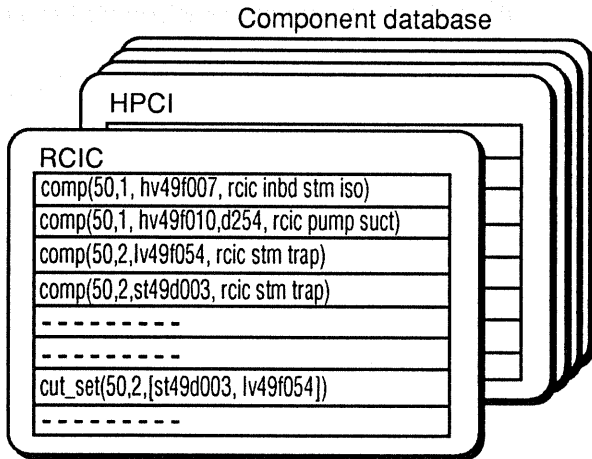 Component database
HPCI
RCIC
comp(50,1, hv49f007, rcic inbd stm iso)
comp(50,1, hv49f010,d254, rcic pump suct)
comp(50,2,lv49f054, rcic stm trap)
comp(50,2,st49d003, rcic stm trap)
- - - - - - - - -
- - - - - - - - -
cut_set(50,2,[st49d003, lv49f054])
- - - - - - - - -